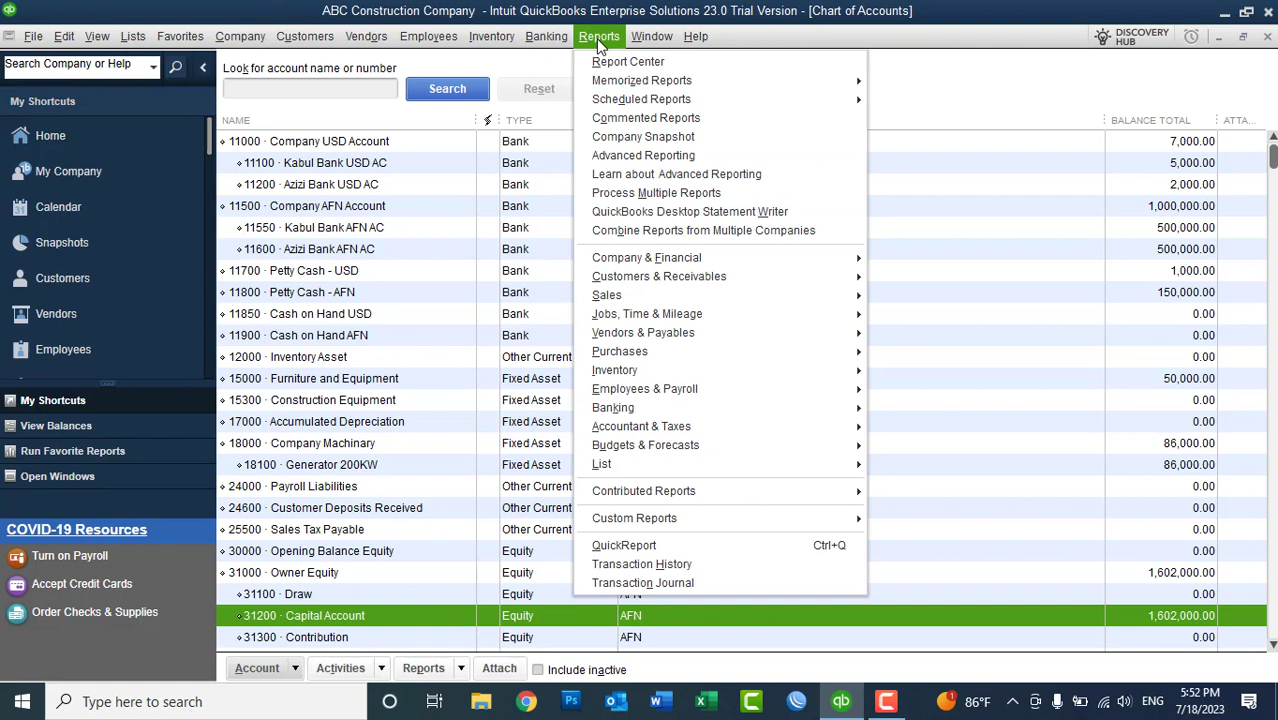 ABC Construction Company - Intuit QuickBooks Enterprise Solutions 23.0 Trial Version - [Chart of Accounts]
File Edit View Lists Favorites Company Customers Vendors Employees Inventory Banking Reports Window Help
DISCOVERY HUB
Search Company or Help
My Shortcuts
Home
My Company
Calendar
Snapshots
Customers
Vendors
Employees
My Shortcuts
View Balances
Run Favorite Reports
Open Windows
COVID-19 Resources
Turn on Payroll
Accept Credit Cards
Order Checks & Supplies
Look for account name or number
Search Reset
NAME TYPE BALANCE TOTAL ATTA...
11000 · Company USD Account Bank 7,000.00
11100 · Kabul Bank USD AC Bank 5,000.00
11200 · Azizi Bank USD AC Bank 2,000.00
11500 · Company AFN Account Bank 1,000,000.00
11550 · Kabul Bank AFN AC Bank 500,000.00
11600 · Azizi Bank AFN AC Bank 500,000.00
11700 · Petty Cash - USD Bank 1,000.00
11800 · Petty Cash - AFN Bank 150,000.00
11850 · Cash on Hand USD Bank 0.00
11900 · Cash on Hand AFN Bank 0.00
12000 · Inventory Asset Other Current 0.00
15000 · Furniture and Equipment Fixed Asset 50,000.00
15300 · Construction Equipment Fixed Asset 0.00
17000 · Accumulated Depreciation Fixed Asset 0.00
18000 · Company Machinary Fixed Asset 86,000.00
18100 · Generator 200KW Fixed Asset 86,000.00
24000 · Payroll Liabilities Other Current 0.00
24600 · Customer Deposits Received Other Current 0.00
25500 · Sales Tax Payable Other Current 0.00
30000 · Opening Balance Equity Equity 0.00
31000 · Owner Equity Equity 1,602,000.00
31100 · Draw Equity AFN 0.00
31200 · Capital Account Equity AFN 1,602,000.00
31300 · Contribution Equity AFN 0.00
Report Center
Memorized Reports
Scheduled Reports
Commented Reports
Company Snapshot
Advanced Reporting
Learn about Advanced Reporting
Process Multiple Reports
QuickBooks Desktop Statement Writer
Combine Reports from Multiple Companies
Company & Financial
Customers & Receivables
Sales
Jobs, Time & Mileage
Vendors & Payables
Purchases
Inventory
Employees & Payroll
Banking
Accountant & Taxes
Budgets & Forecasts
List
Contributed Reports
Custom Reports
QuickReport Ctrl+Q
Transaction History
Transaction Journal
Account Activities Reports Attach Include inactive
Type here to search
86°F
ENG
5:52 PM
7/18/2023